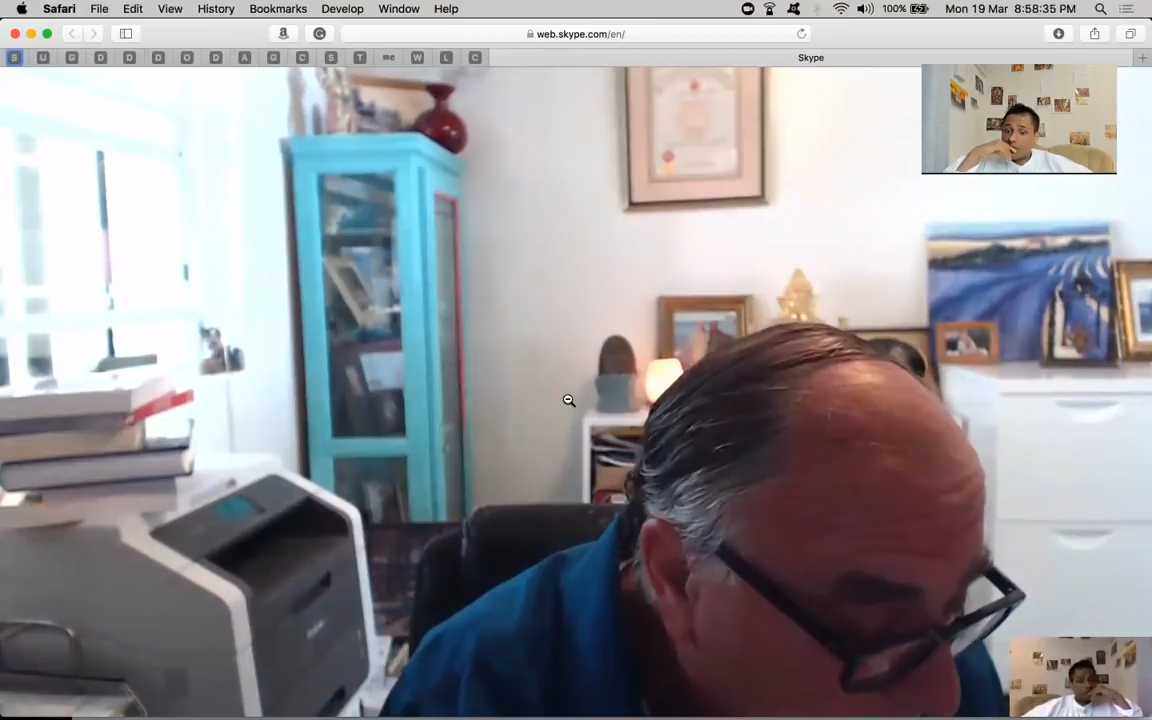 Safari File Edit View History Bookmarks Develop Window Help 100% Mon 19 Mar 8:58:35 PM
web.skype.com/en/
S U G D D D O D A G C S T ME W L C Skype